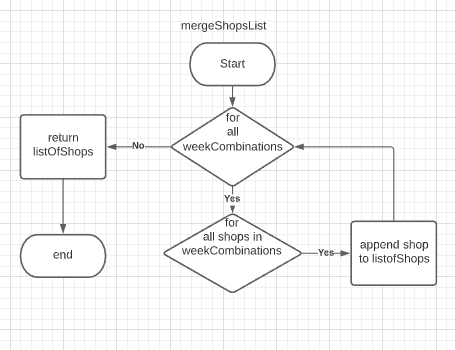 mergeShopsList
Start
for
all
weekCombinations
No
return
listOfShops
Yes
for
all shops in
weekCombinations
Yes
append shop
to listofShops
end